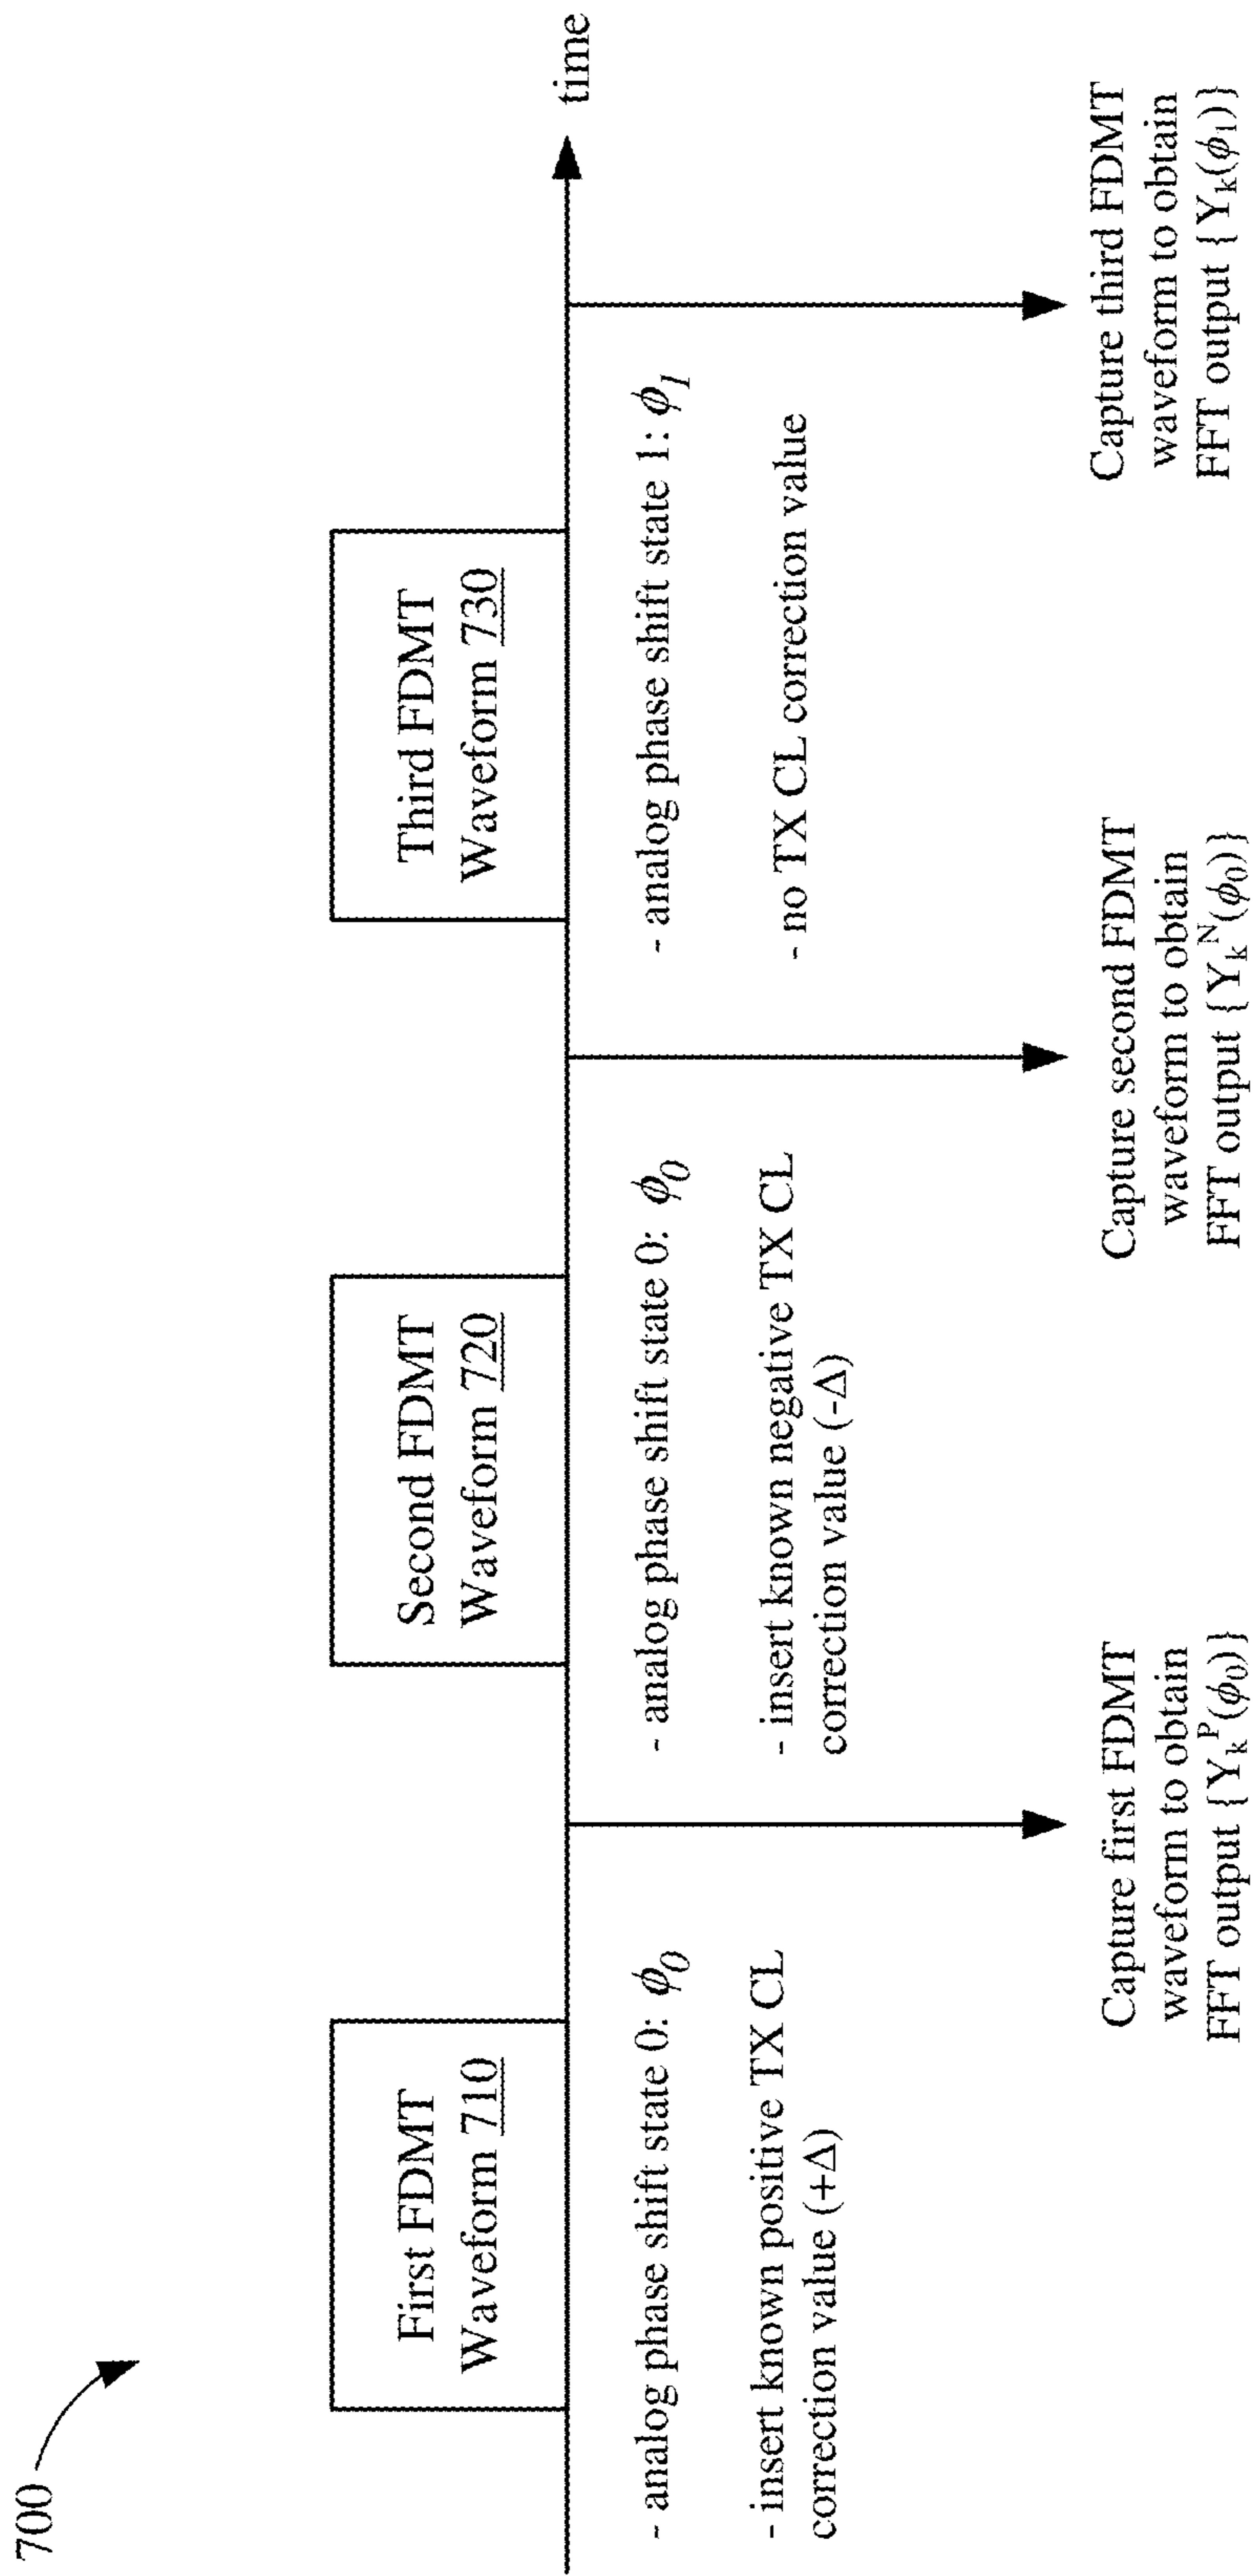 700
First FDMT
Waveform 710
Second FDMT
Waveform 720
Third FDMT
Waveform 730
time
- analog phase shift state 0: ϕ₀
- insert known positive TX CL
correction value (+Δ)
- analog phase shift state 0: ϕ₀
- insert known negative TX CL
correction value (-Δ)
- analog phase shift state 1: ϕ₁
- no TX CL correction value
Capture first FDMT
waveform to obtain
FFT output {Yₖᴾ(ϕ₀)}
Capture second FDMT
waveform to obtain
FFT output {Yₖᴺ(ϕ₀)}
Capture third FDMT
waveform to obtain
FFT output {Yₖ(ϕ₁)}